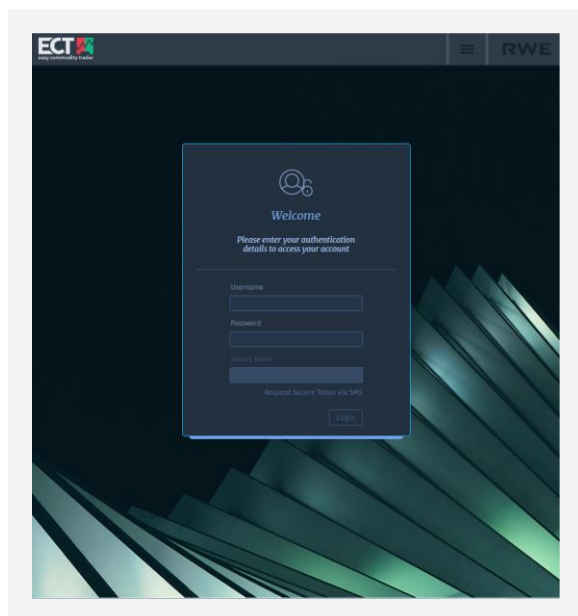 ECT
easy commodity trader
RWE
Welcome
Please enter your authentication
details to access your account
Username
Password
Secure Token
Request Secure Token via SMS
Login